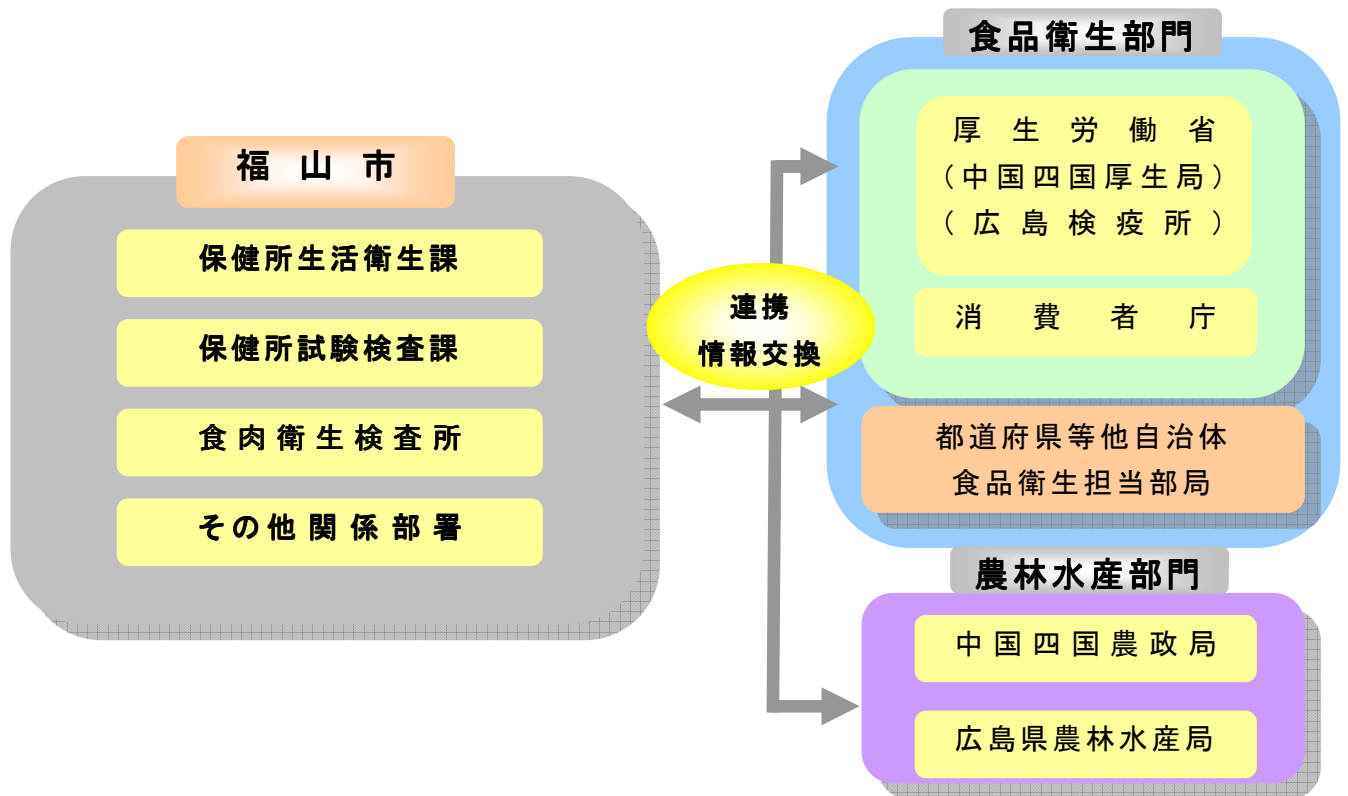 福山市
保健所生活衛生課
保健所試験検査課
食肉衛生検査所
その他関係部署
連携
情報交換
食品衛生部門
厚生労働省
（中国四国厚生局）
（広島検疫所）
消費者庁
都道府県等他自治体
食品衛生担当部局
農林水産部門
中国四国農政局
広島県農林水産局